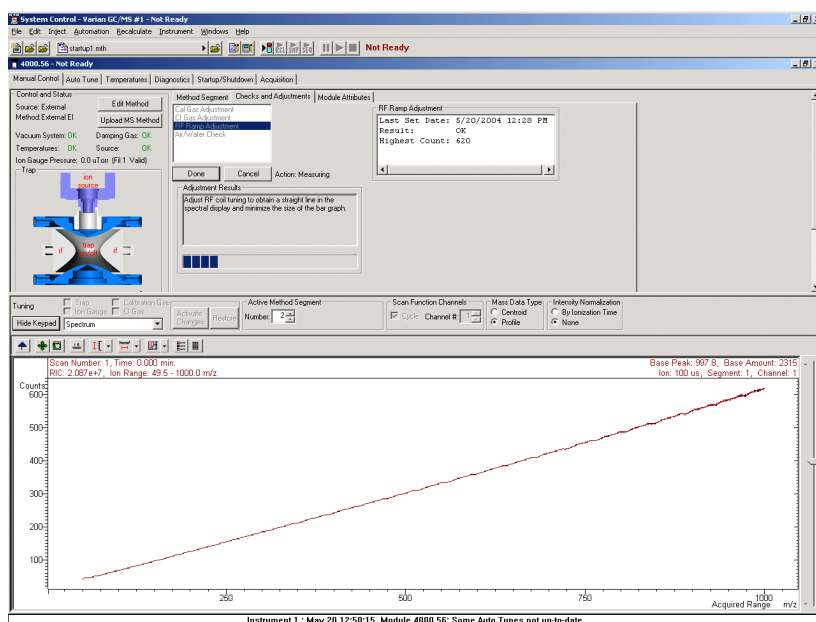 System Control - Varian GC/MS #1 - Not Ready
File Edit Inject Automation Recalculate Instrument Windows Help
startup1.mth
Not Ready
4000.56 - Not Ready
Manual Control Auto Tune Temperatures Diagnostics Startup/Shutdown Acquisition
Control and Status
Source: External
Edit Method
Method:External EI
Upload MS Method
Vacuum System: OK Damping Gas: OK
Temperatures: OK Source: OK
Ion Gauge Pressure: 0.0 uTorr (Fil 1 Valid)
Trap
ion
source
trap
rf rf
Method Segment Checks and Adjustments Module Attributes
Cal Gas Adjustment
CI Gas Adjustment
RF Ramp Adjustment
Air/Water Check
Done Cancel Action: Measuring
Adjustment Results
Adjust RF coil tuning to obtain a straight line in the
spectral display and minimize the size of the bar graph.
RF Ramp Adjustment
Last Set Date: 5/20/2004 12:28 PM
Result: OK
Highest Count: 620
Tuning
Trap Calibration Gas
Ion Gauge CI Gas
Hide Keypad Spectrum
Activate
Changes
Restore
Active Method Segment
Number: 2
Scan Function Channels
Cycle Channel #: 1
Mass Data Type
Centroid
Profile
Intensity Normalization
By Ionization Time
None
Scan Number: 1, Time: 0.000 min.
RIC: 2.087e+7, Ion Range: 49.5 - 1000.0 m/z
Base Peak: 997.8, Base Amount: 2315
Ion: 100 us, Segment: 1, Channel: 1
Counts
600
500
400
300
200
100
250 500 750 1000
Acquired Range m/z
Instrument 1 : May 20 12:50:15 Module 4000.56: Some Auto Tunes not up-to-date